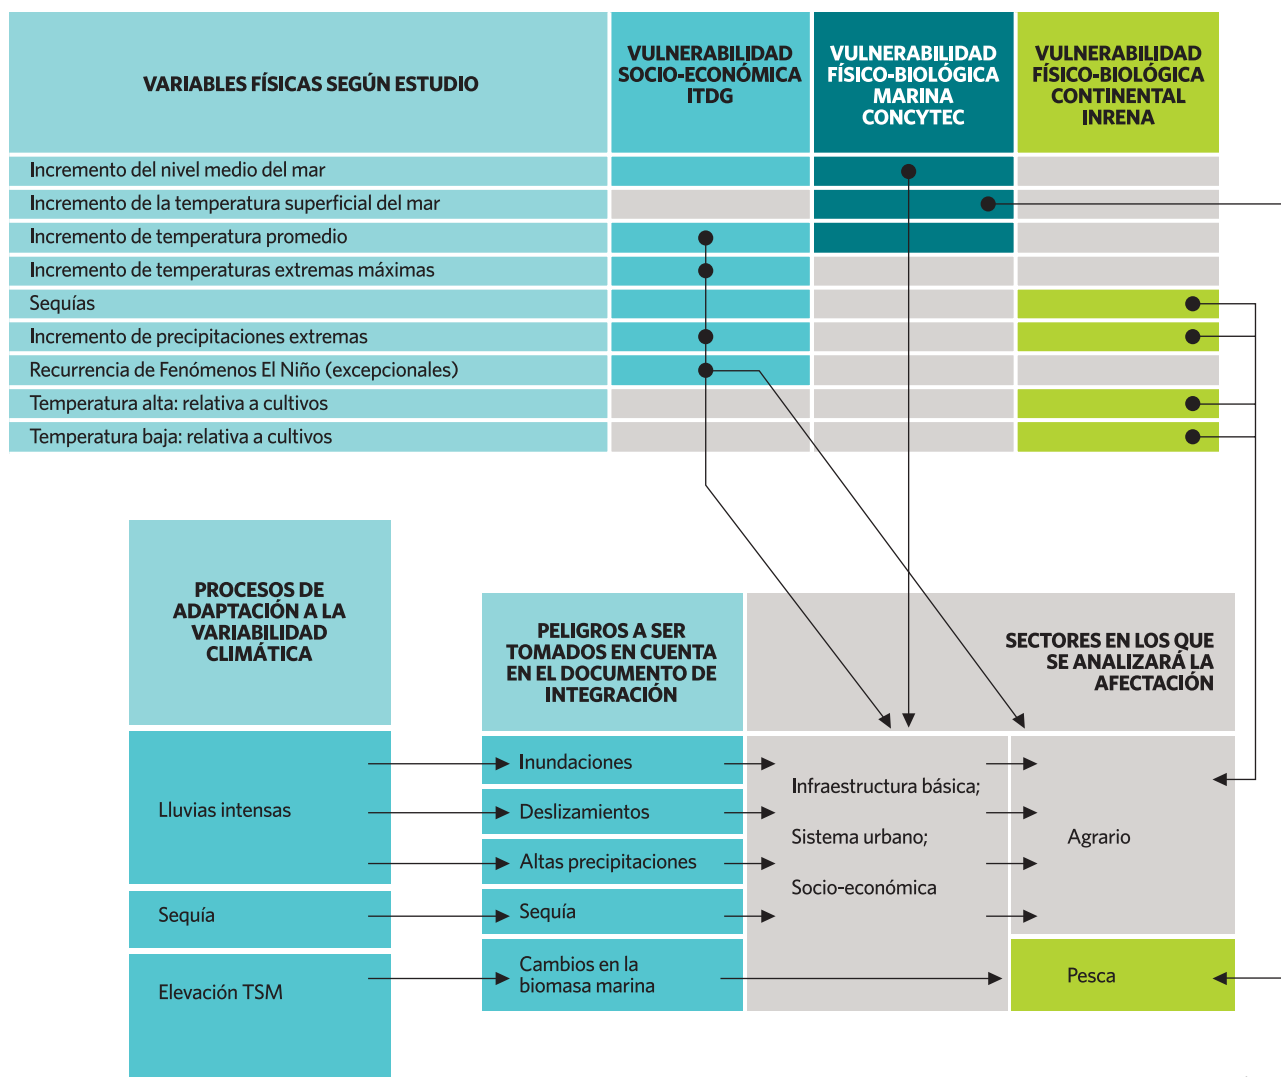 VARIABLES FÍSICAS SEGÚN ESTUDIO
VULNERABILIDAD
SOCIO-ECONÓMICA
ITDG
VULNERABILIDAD
FÍSICO-BIOLÓGICA
MARINA
CONCYTEC
VULNERABILIDAD
FÍSICO-BIOLÓGICA
CONTINENTAL
INRENA
Incremento del nivel medio del mar
Incremento de la temperatura superficial del mar
Incremento de temperatura promedio
Incremento de temperaturas extremas máximas
Sequías
Incremento de precipitaciones extremas
Recurrencia de Fenómenos El Niño (excepcionales)
Temperatura alta: relativa a cultivos
Temperatura baja: relativa a cultivos
PROCESOS DE
ADAPTACIÓN A LA
VARIABILIDAD
CLIMÁTICA
PELIGROS A SER
TOMADOS EN CUENTA
EN EL DOCUMENTO DE
INTEGRACIÓN
SECTORES EN LOS QUE
SE ANALIZARÁ LA
AFECTACIÓN
Lluvias intensas
Sequía
Elevación TSM
Inundaciones
Deslizamientos
Altas precipitaciones
Sequía
Cambios en la
biomasa marina
Infraestructura básica;
Sistema urbano;
Socio-económica
Agrario
Pesca